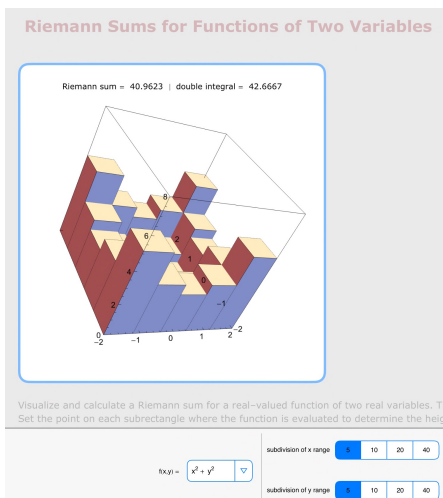 Riemann Sums for Functions of Two Variables
Riemann sum = 40.9623 | double integral = 42.6667
8
6
2
1
4
0
2
−1
0
−2
−1
0
1
2
−2
Visualize and calculate a Riemann sum for a real–valued function of two real variables. T
Set the point on each subrectangle where the function is evaluated to determine the heig
subdivision of x range 5 10 20 40
f(x,y) = x² + y²
subdivision of y range 5 10 20 40